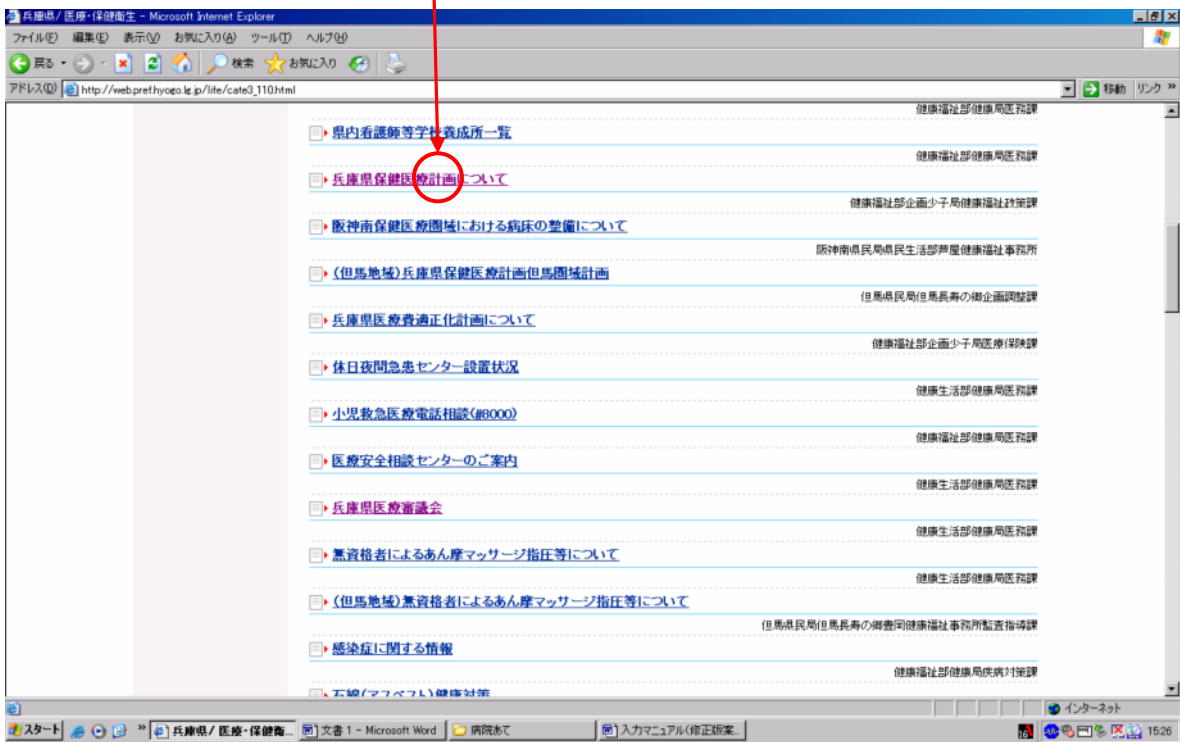 兵庫県/ 医療・保健衛生 - Microsoft Internet Explorer
ファイル(F) 編集(E) 表示(V) お気に入り(A) ツール(T) ヘルプ(H)
戻る 検索 お気に入り
アドレス(D) http://web.pref.hyogo.lg.jp/life/cate3_110.html 移動 リンク »
健康福祉部健康局医務課
県内看護師等学校養成所一覧
健康福祉部健康局医務課
兵庫県保健医療計画について
健康福祉部企画少子局健康福祉政策課
阪神南保健医療圏域における病床の整備について
阪神南県民局県民生活部芦屋健康福祉事務所
(但馬地域)兵庫県保健医療計画但馬圏域計画
但馬県民局但馬長寿の郷企画調整課
兵庫県医療費適正化計画について
健康福祉部企画少子局医療保険課
休日夜間急患センター設置状況
健康生活部健康局医務課
小児救急医療電話相談(#8000)
健康福祉部健康局医務課
医療安全相談センターのご案内
健康生活部健康局医務課
兵庫県医療審議会
健康生活部健康局医務課
無資格者によるあん摩マッサージ指圧等について
健康生活部健康局医務課
(但馬地域)無資格者によるあん摩マッサージ指圧等について
但馬県民局但馬長寿の郷豊岡健康福祉事務所監査指導課
感染症に関する情報
健康福祉部健康局疾病対策課
石綿(アスベスト)健康対策
インターネット
スタート » 兵庫県/ 医療・保健衛... 文書 1 - Microsoft Word 病院あて 入力マニュアル(修正版案... 15:26